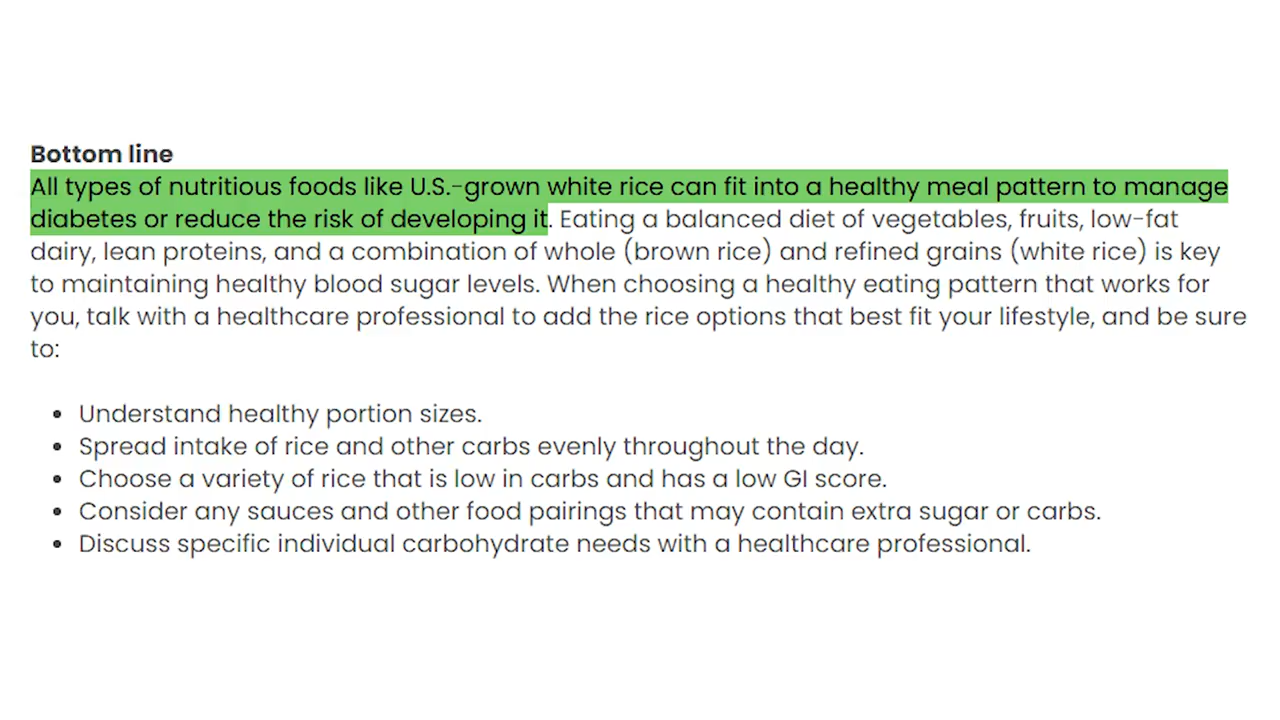 Bottom line
All types of nutritious foods like U.S.-grown white rice can fit into a healthy meal pattern to manage
diabetes or reduce the risk of developing it. Eating a balanced diet of vegetables, fruits, low-fat
dairy, lean proteins, and a combination of whole (brown rice) and refined grains (white rice) is key
to maintaining healthy blood sugar levels. When choosing a healthy eating pattern that works for
you, talk with a healthcare professional to add the rice options that best fit your lifestyle, and be sure
to:
• Understand healthy portion sizes.
• Spread intake of rice and other carbs evenly throughout the day.
• Choose a variety of rice that is low in carbs and has a low GI score.
• Consider any sauces and other food pairings that may contain extra sugar or carbs.
• Discuss specific individual carbohydrate needs with a healthcare professional.